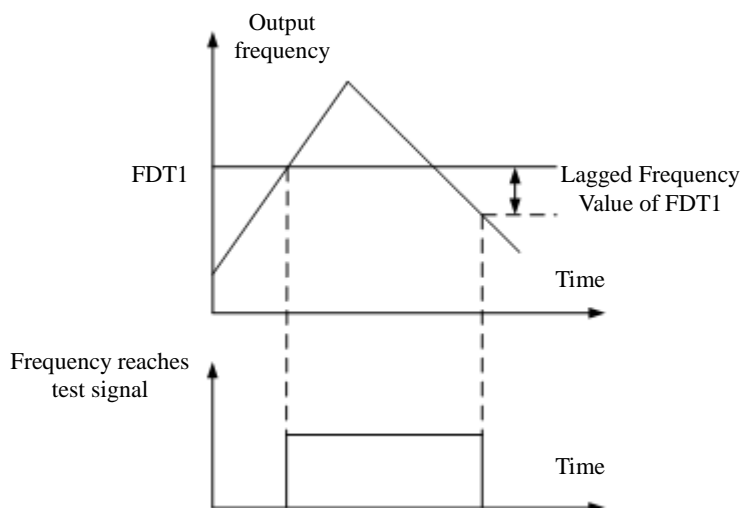 Output
frequency
FDT1
Lagged Frequency
Value of FDT1
Time
Frequency reaches
test signal
Time